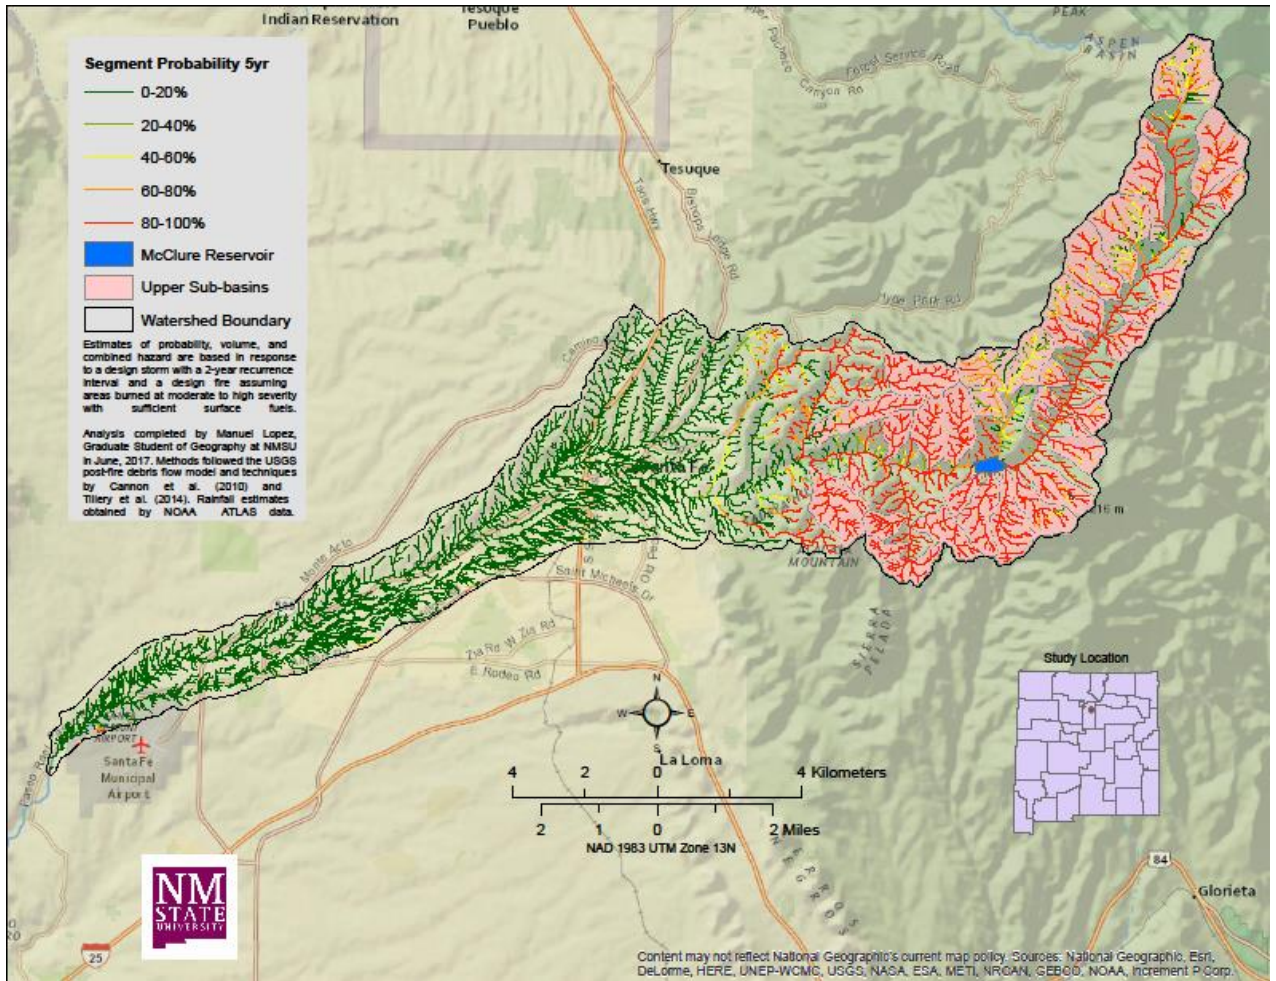 Indian Reservation
Tesuque
Pueblo
PEAK
ASPEN
BASIN
Forest Service Road
Canyon Rd
Segment Probability 5yr
0-20%
20-40%
40-60%
60-80%
80-100%
McClure Reservoir
Upper Sub-basins
Watershed Boundary
Estimates of probability, volume, and
combined hazard are based in response
to a design storm with a 2-year recurrence
interval and a design fire assuming
areas burned at moderate to high severity
with sufficient surface fuels.
Analysis completed by Manuel Lopez,
Graduate Student of Geography at NMSU
in June, 2017. Methods followed the USGS
post-fire debris flow model and techniques
by Cannon et al. (2010) and
Tillery et al. (2014). Rainfall estimates
obtained by NOAA ATLAS data.
Tesuque
Taos Hwy
Bishops Lodge Rd
Hyde Park Rd
Camino
16 m
MOUNTAIN
Monte Acto
Saint Michaels Dr
Old Pe
Zia Rd
W Zia Rd
E Rodeo Rd
SIERRA
PELADA
AIRPORT
Santa Fe
Municipal
Airport
N
W
E
S
La Loma
4 2 0 4 Kilometers
2 1 0 2 Miles
NAD 1983 UTM Zone 13N
Study Location
84
Glorieta
NM
STATE
UNIVERSITY
25
Content may not reflect National Geographic's current map policy. Sources: National Geographic, Esri,
DeLorme, HERE, UNEP-WCMC, USGS, NASA, ESA, METI, NRCAN, GEBCO, NOAA, increment P Corp.